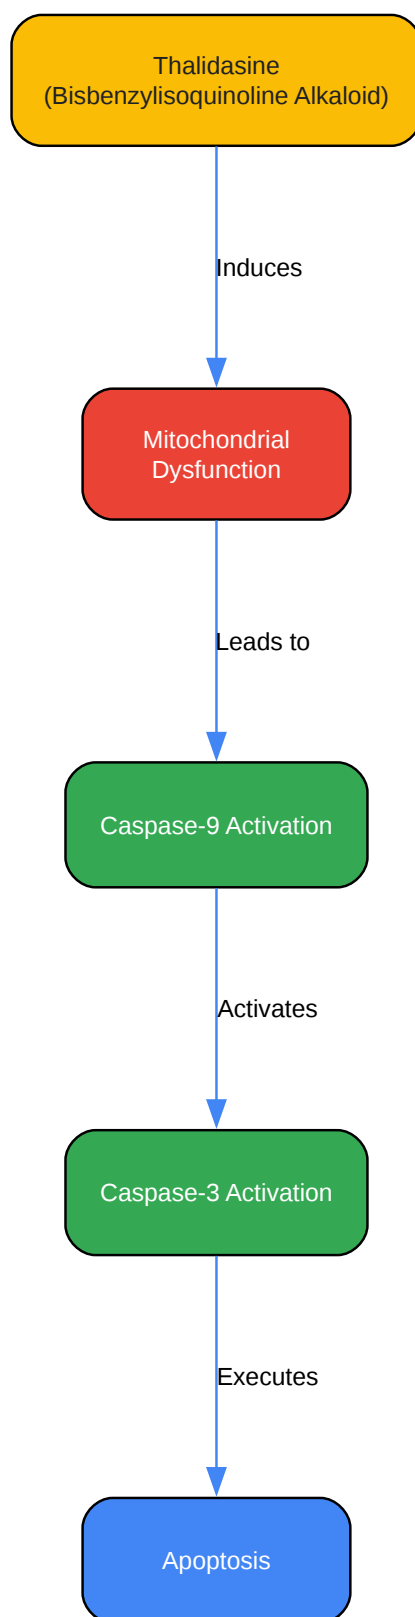 Thalidasine
(Bisbenzylisoquinoline Alkaloid)
Induces
Mitochondrial
Dysfunction
Leads to
Caspase-9 Activation
Activates
Caspase-3 Activation
Executes
Apoptosis